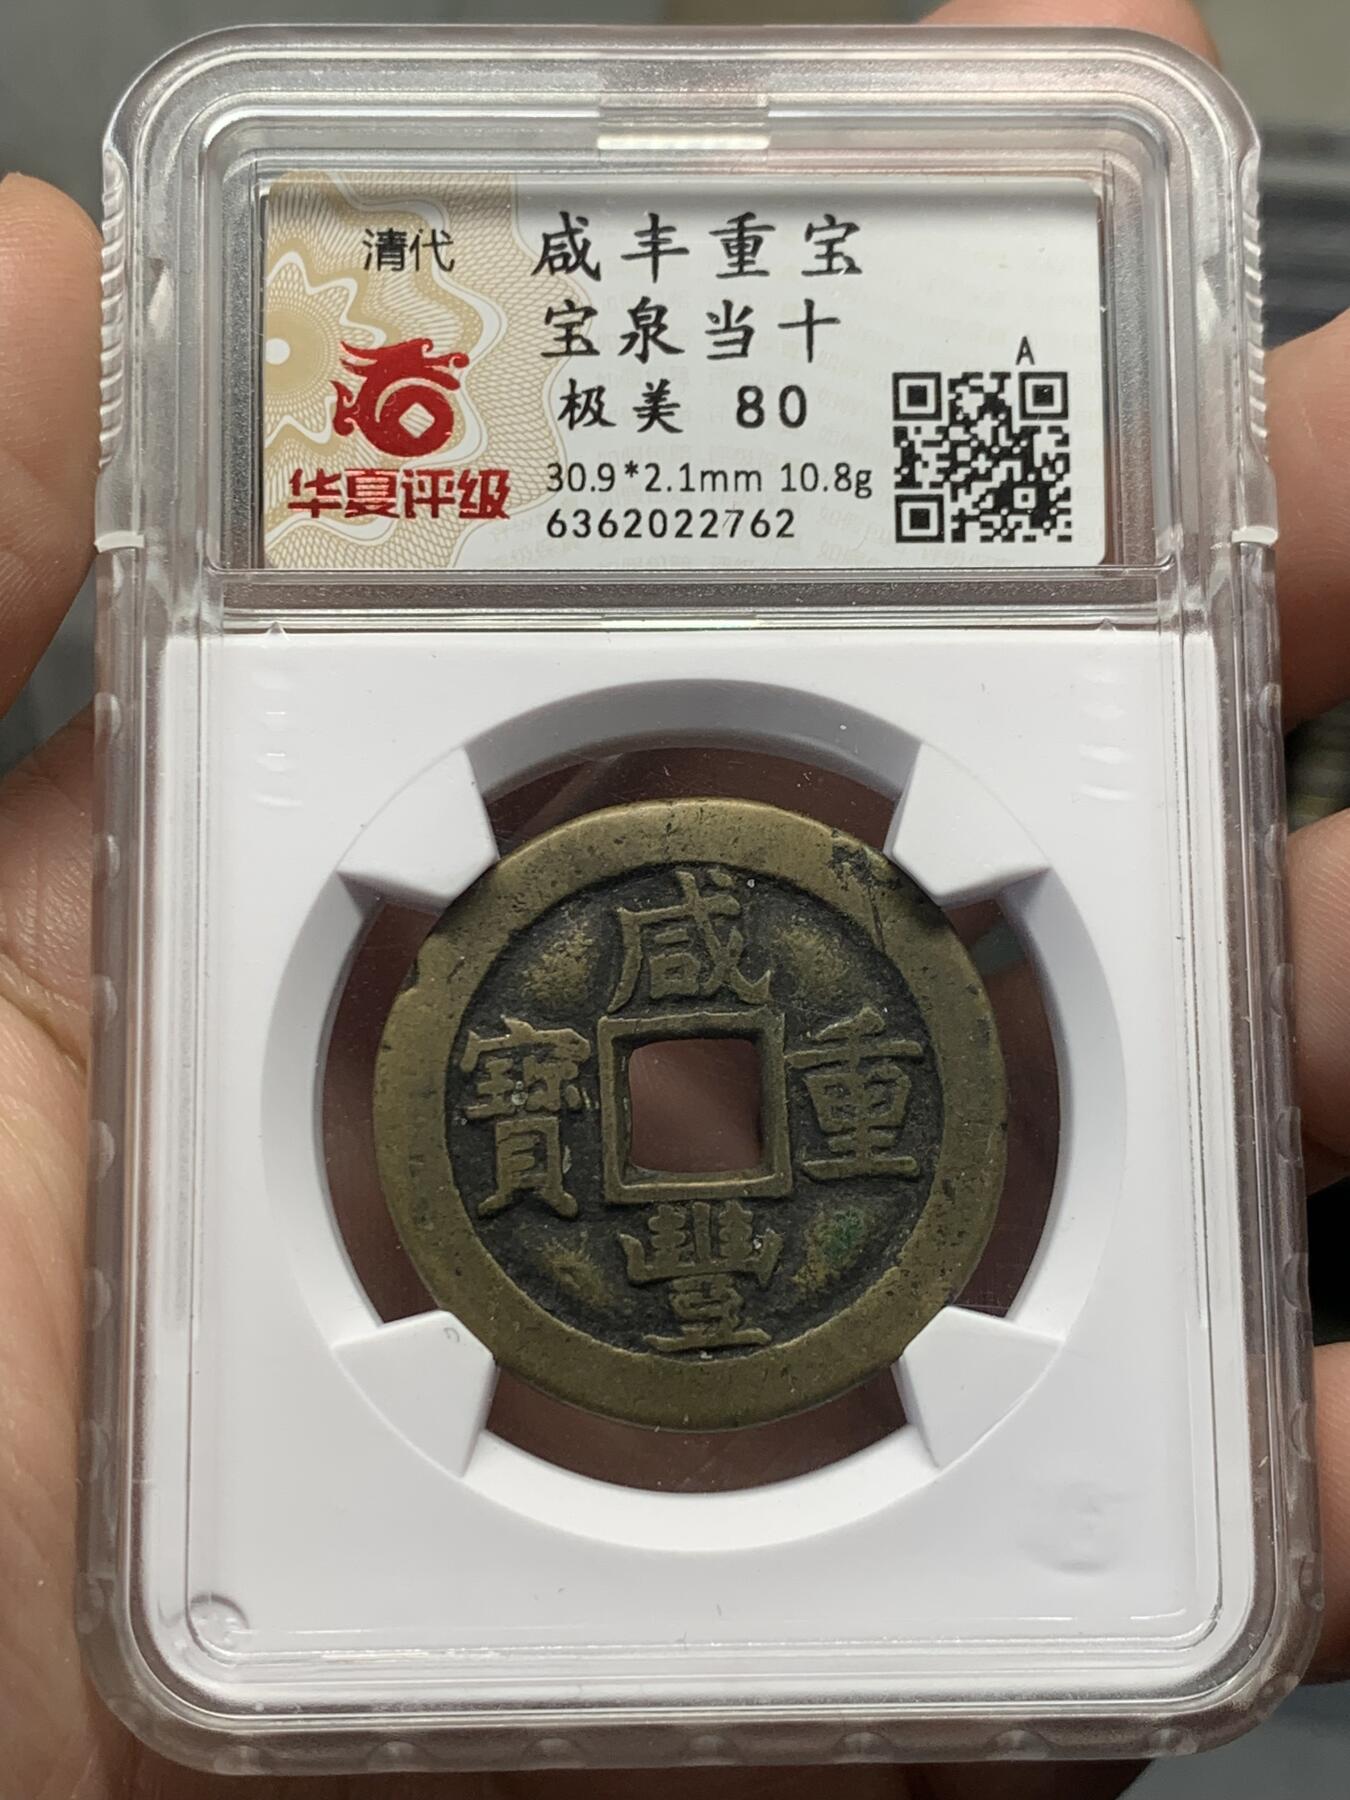 清代
华夏评级
咸丰重宝
宝泉当十
极美 80
30.9*2.1mm 10.8g
6362022762
A
咸
重
寶
豐